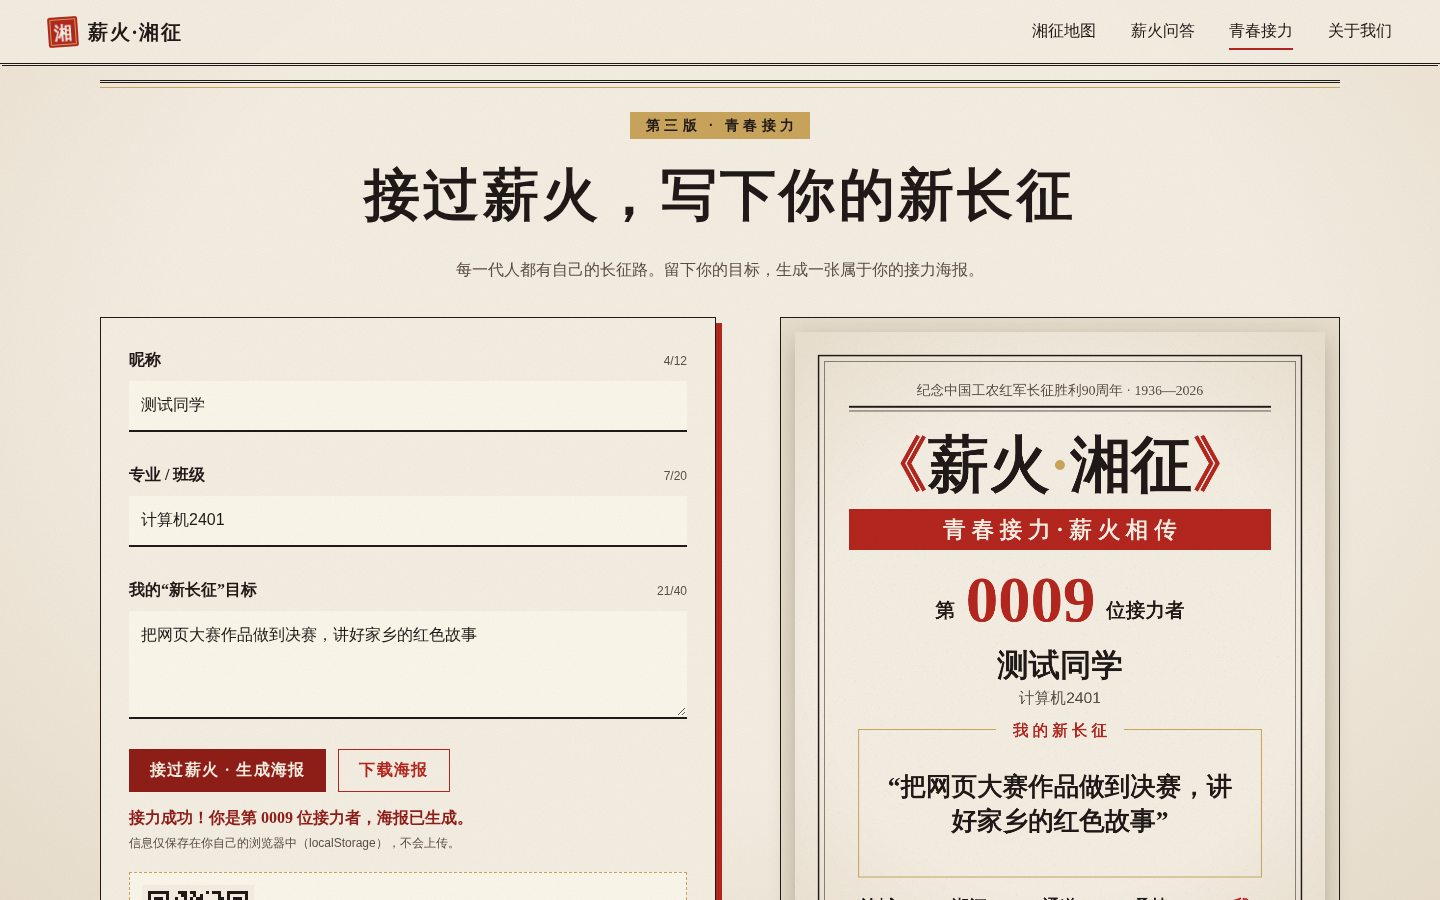 湘
薪火·湘征
湘征地图
薪火问答
青春接力
关于我们
第三版 · 青春接力
接过薪火，写下你的新长征
每一代人都有自己的长征路。留下你的目标，生成一张属于你的接力海报。
昵称
4/12
测试同学
专业 / 班级
7/20
计算机2401
我的“新长征”目标
21/40
把网页大赛作品做到决赛，讲好家乡的红色故事
接过薪火 · 生成海报
下载海报
接力成功！你是第 0009 位接力者，海报已生成。
信息仅保存在你自己的浏览器中（localStorage），不会上传。
纪念中国工农红军长征胜利90周年 · 1936—2026
《薪火·湘征》
青春接力·薪火相传
第 0009 位接力者
测试同学
计算机2401
我的新长征
“把网页大赛作品做到决赛，讲
好家乡的红色故事”